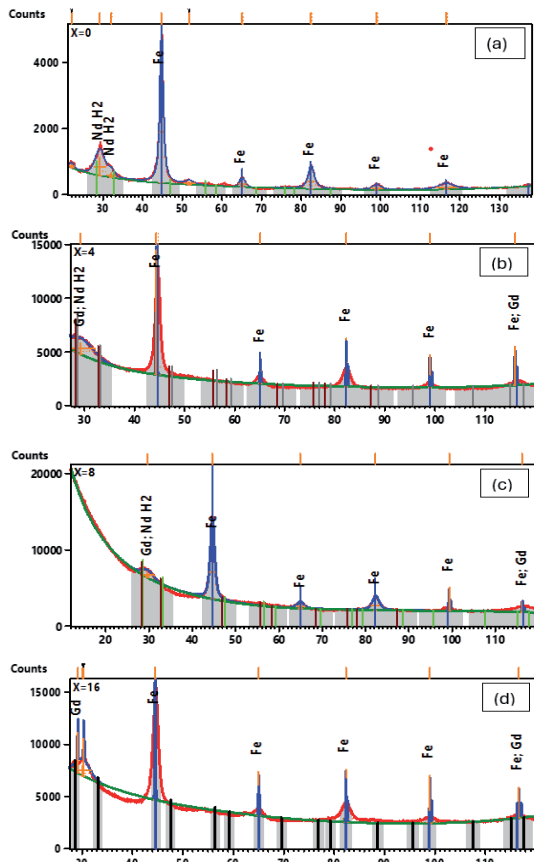 Counts
X=0
(a)
4000
2000
0
Nd H2
Nd H2
Fe
Fe
Fe
Fe
Fe
30 40 50 60 70 80 90 100 110 120 130
Counts
X=4
(b)
15000
10000
5000
0
Gd; Nd H2
Fe
Fe
Fe
Fe
Fe; Gd
30 40 50 60 70 80 90 100 110
Counts
X=8
(c)
20000
10000
0
Gd; Nd H2
Fe
Fe
Fe
Fe
Fe; Gd
20 30 40 50 60 70 80 90 100 110
Counts
X=16
(d)
15000
10000
5000
0
Gd
Fe
Fe
Fe
Fe
Fe; Gd
30 40 50 60 70 80 90 100 110